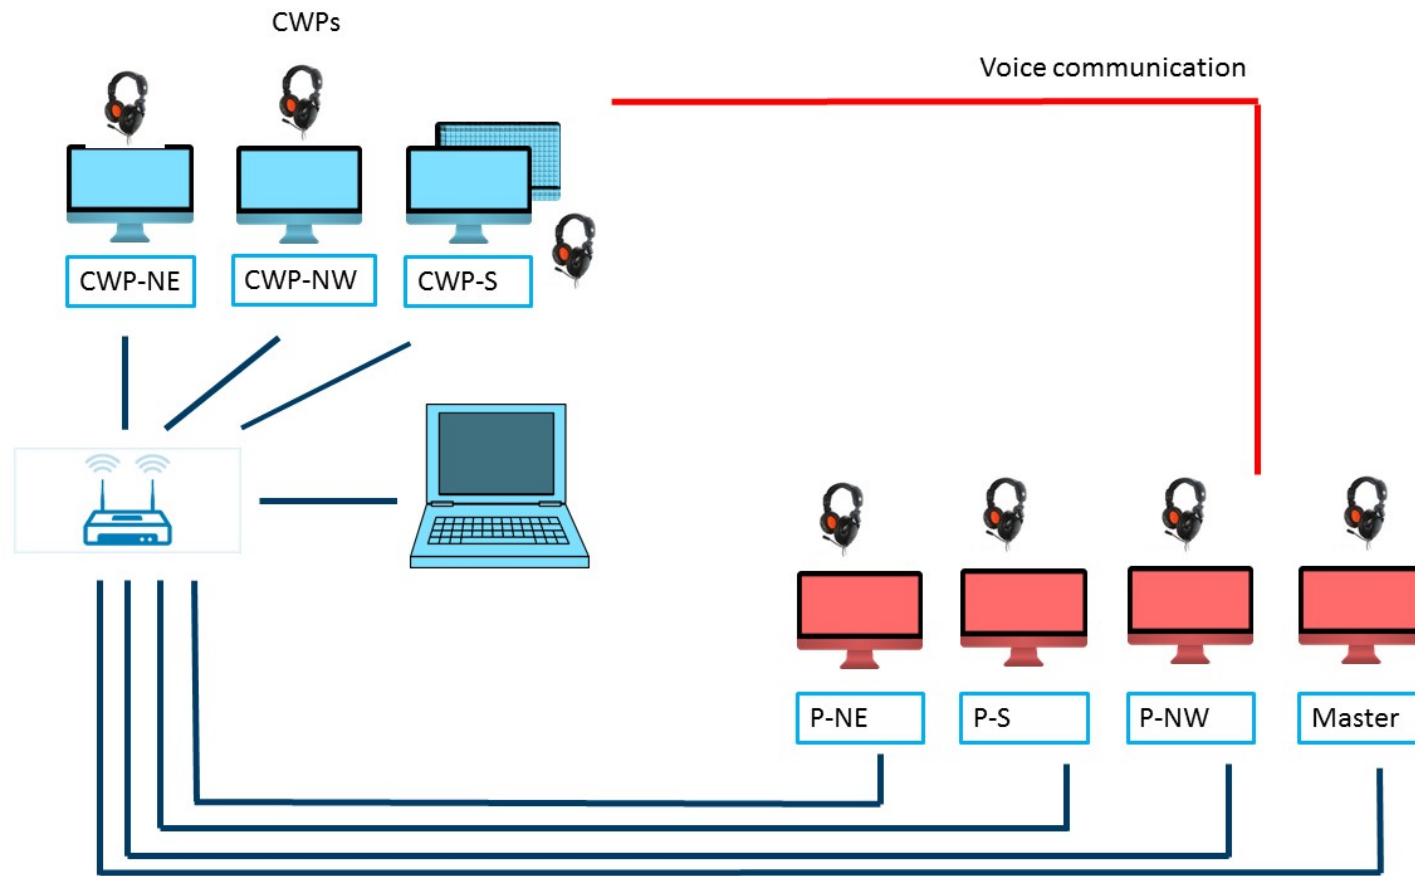 CWPs
Voice communication
CWP-NE
CWP-NW
CWP-S
P-NE
P-S
P-NW
Master